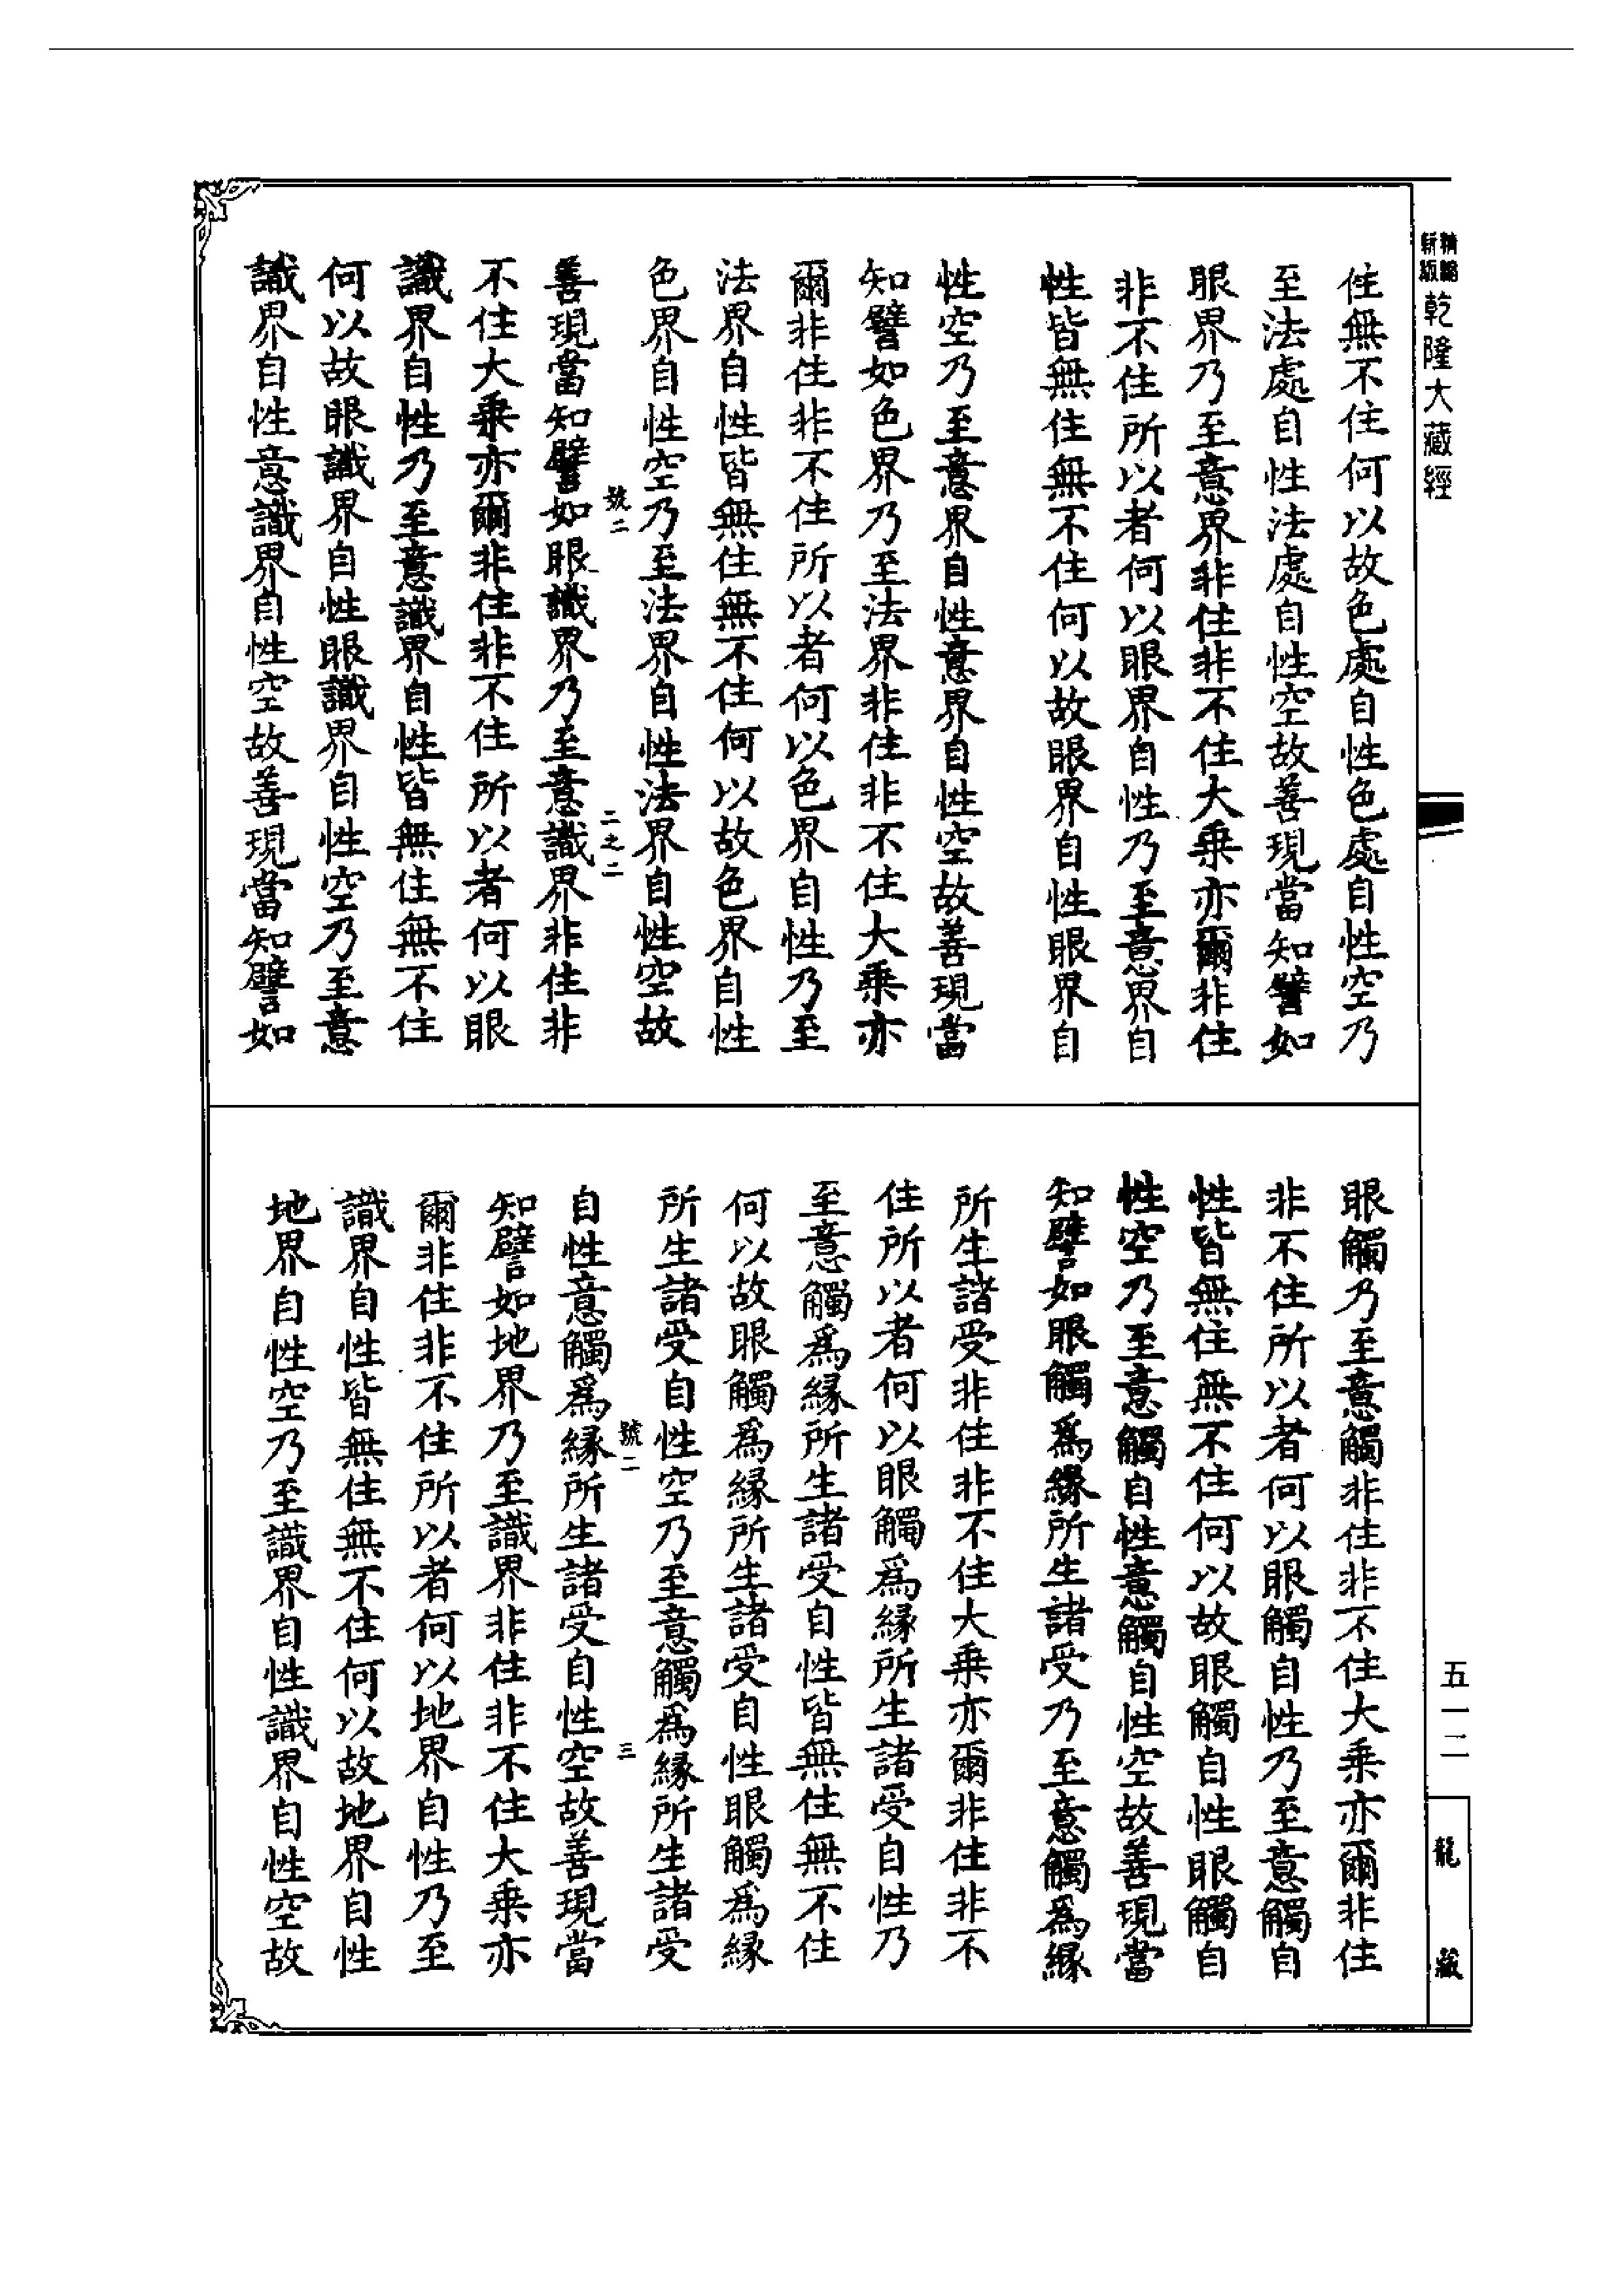 精縮
新版
乾隆大藏經
住無不住何以故色處自性色處自性空乃
至法處自性法處自性空故善現當知譬如
眼界乃至意界非住非不住大乘亦爾非住
非不住所以者何以眼界自性乃至意界自
性皆無住無不住何以故眼界自性眼界自
性空乃至意界自性意界自性空故善現當
知譬如色界乃至法界非住非不住大乘亦
爾非住非不住所以者何以色界自性乃至
法界自性皆無住無不住何以故色界自性
色界自性空乃至法界自性法界自性空故
號二
二之二
善現當知譬如眼識界乃至意識界非住非
不住大乘亦爾非住非不住所以者何以眼
識界自性乃至意識界自性皆無住無不住
何以故眼識界自性眼識界自性空乃至意
識界自性意識界自性空故善現當知譬如
眼觸乃至意觸非住非不住大乘亦爾非住
非不住所以者何以眼觸自性乃至意觸自
性皆無住無不住何以故眼觸自性眼觸自
性空乃至意觸自性意觸自性空故善現當
知譬如眼觸爲緣所生諸受乃至意觸爲緣
所生諸受非住非不住大乘亦爾非住非不
住所以者何以眼觸爲緣所生諸受自性乃
至意觸爲緣所生諸受自性皆無住無不住
何以故眼觸爲緣所生諸受自性眼觸爲緣
所生諸受自性空乃至意觸爲緣所生諸受
號二
三
自性意觸爲緣所生諸受自性空故善現當
知譬如地界乃至識界非住非不住大乘亦
爾非住非不住所以者何以地界自性乃至
識界自性皆無住無不住何以故地界自性
地界自性空乃至識界自性識界自性空故
五一二
龍藏